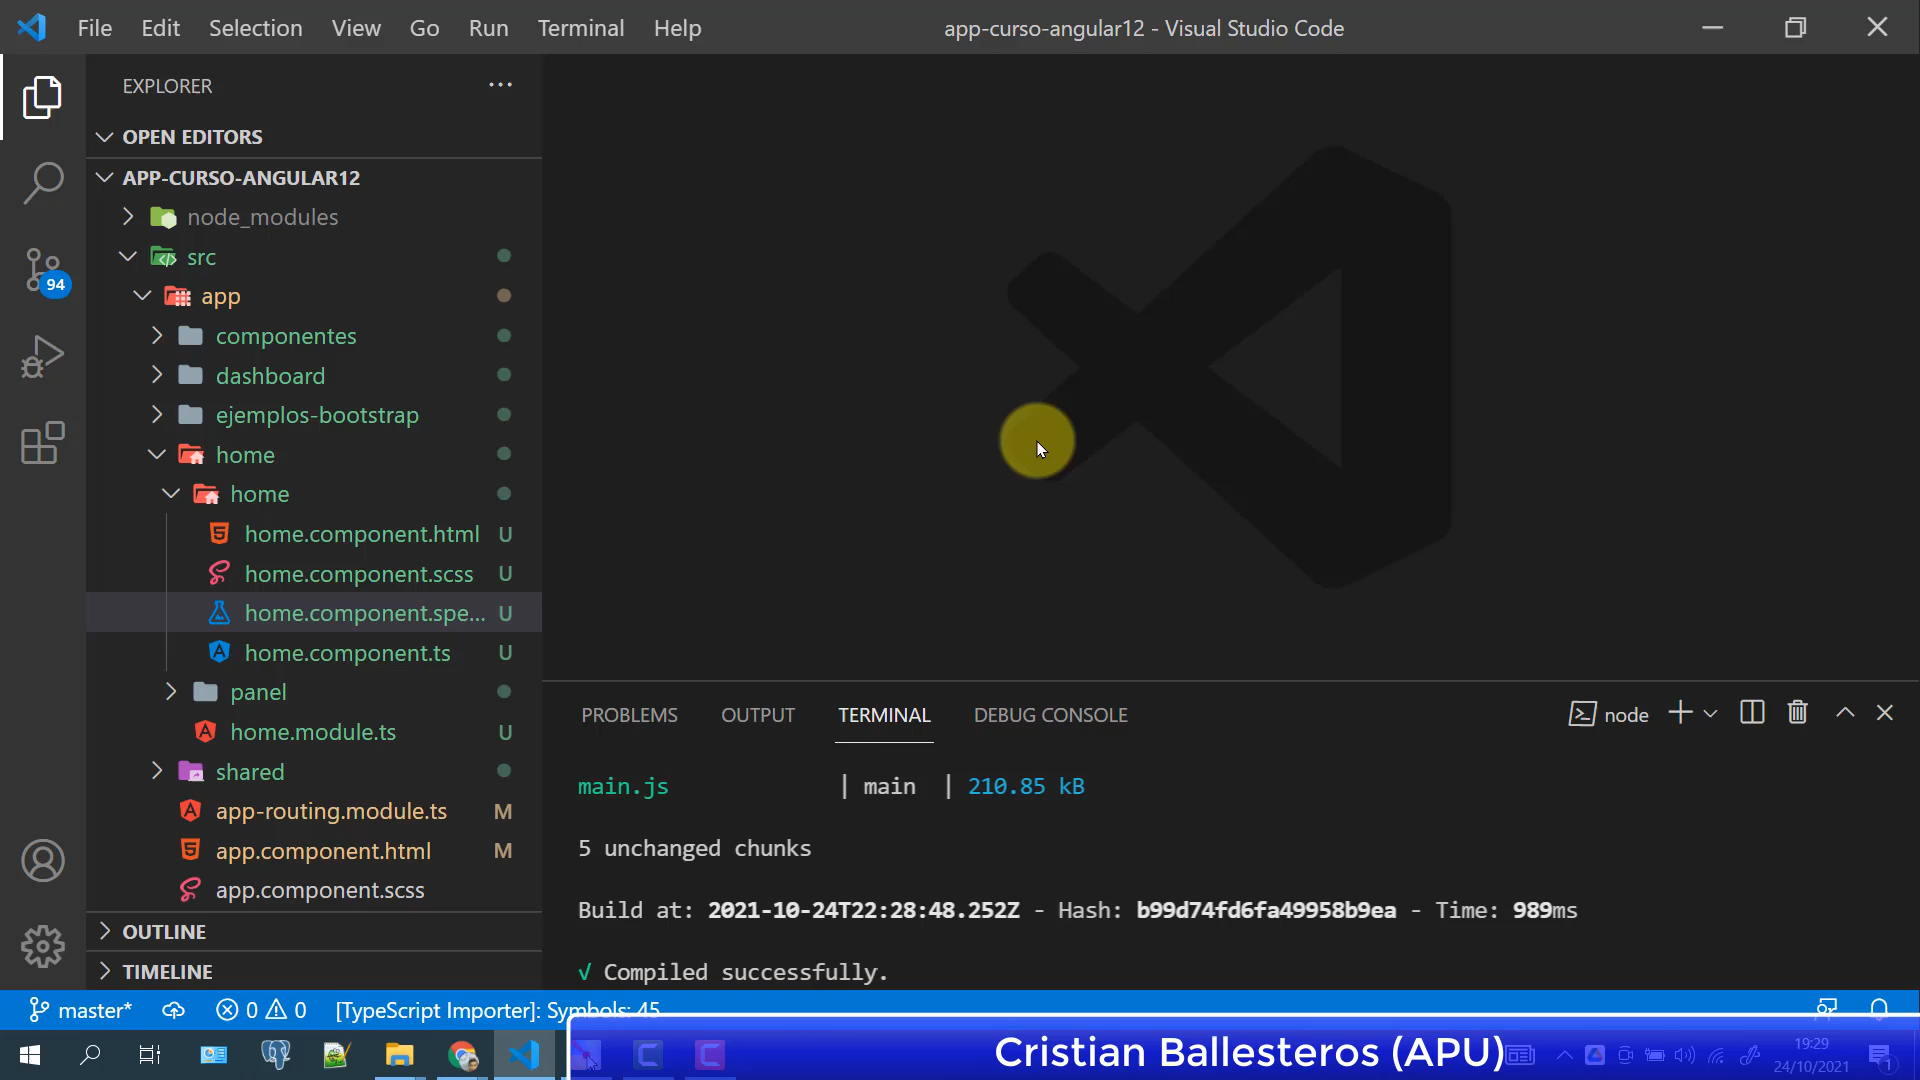 File Edit Selection View Go Run Terminal Help
app-curso-angular12 - Visual Studio Code
EXPLORER
OPEN EDITORS
APP-CURSO-ANGULAR12
node_modules
src
app
componentes
dashboard
ejemplos-bootstrap
home
home
home.component.html U
home.component.scss U
home.component.spe... U
home.component.ts U
panel
home.module.ts U
shared
app-routing.module.ts M
app.component.html M
app.component.scss
OUTLINE
TIMELINE
94
PROBLEMS OUTPUT TERMINAL DEBUG CONSOLE
node
main.js | main | 210.85 kB
5 unchanged chunks
Build at: 2021-10-24T22:28:48.252Z - Hash: b99d74fd6fa49958b9ea - Time: 989ms
√ Compiled successfully.
master* 0 0 [TypeScript Importer]: Symbols: 45
Cristian Ballesteros (APU)
19:29
24/10/2021
1